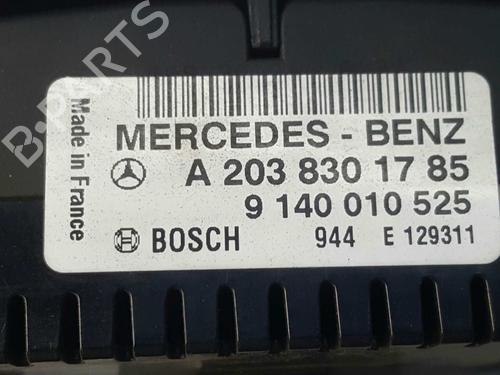 B-PARTS
Made in France
MERCEDES - BENZ
A 203 830 17 85
9 140 010 525
BOSCH 944 E 129311